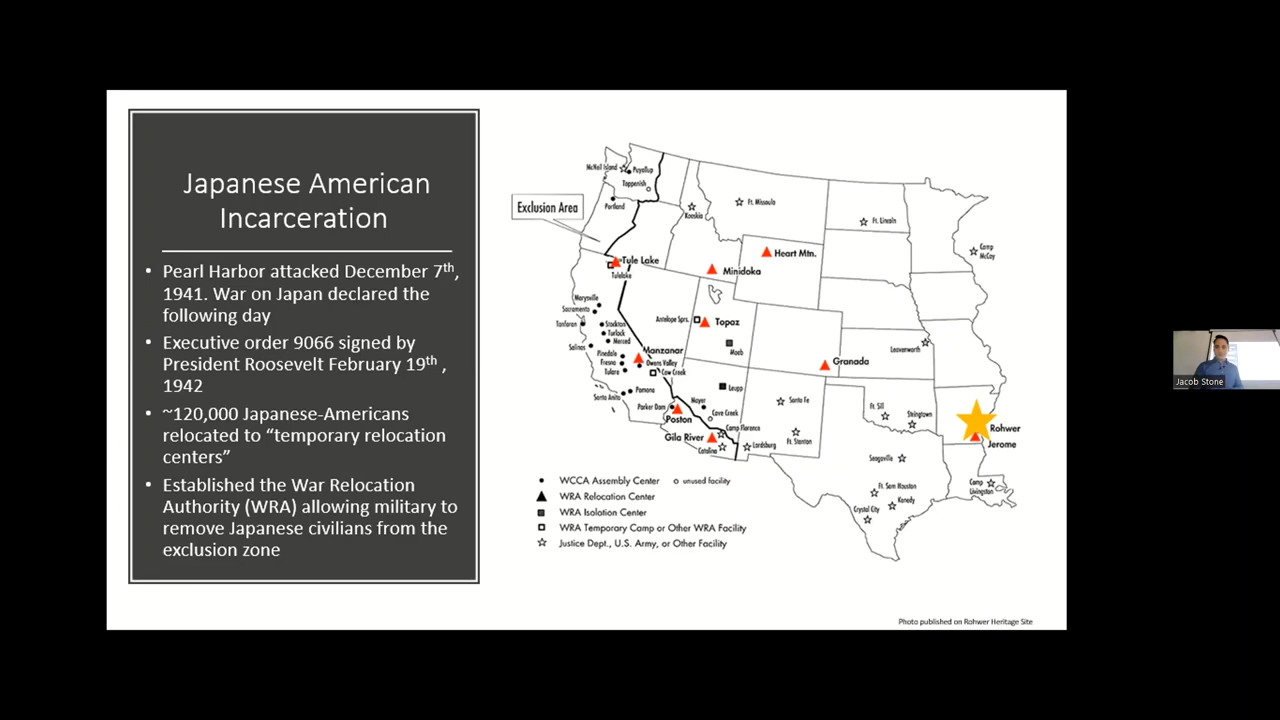 Japanese American
Incarceration
• Pearl Harbor attacked December 7th,
1941. War on Japan declared the
following day
• Executive order 9066 signed by
President Roosevelt February 19th ,
1942
• ~120,000 Japanese-Americans
relocated to “temporary relocation
centers”
• Established the War Relocation
Authority (WRA) allowing military to
remove Japanese civilians from the
exclusion zone
McNeil Island
Puyallup
Toppenish
Portland
Exclusion Area
Kooskia
Ft. Missoula
Ft. Lincoln
Camp
McCoy
Tule Lake
Tulelake
Minidoka
Heart Mtn.
Marysville
Sacramento
Tanforan
Stockton
Turlock
Merced
Salinas
Pinedale
Fresno
Tulare
Manzanar
Owens Valley
Cow Creek
Antelope Sprs.
Topaz
Moab
Granada
Leavenworth
Santa Anita
Pomona
Parker Dam
Poston
Mayer
Cave Creek
Leupp
Gila River
Camp Florence
Catalina
Lordsburg
Santa Fe
Ft. Stanton
Ft. Sill
Stringtown
Rohwer
Jerome
Seagoville
Camp
Livingston
Ft. Sam Houston
Kenedy
Crystal City
WCCA Assembly Center
unused facility
WRA Relocation Center
WRA Isolation Center
WRA Temporary Camp or Other WRA Facility
Justice Dept., U.S. Army, or Other Facility
Photo published on Rohwer Heritage Site
Jacob Stone